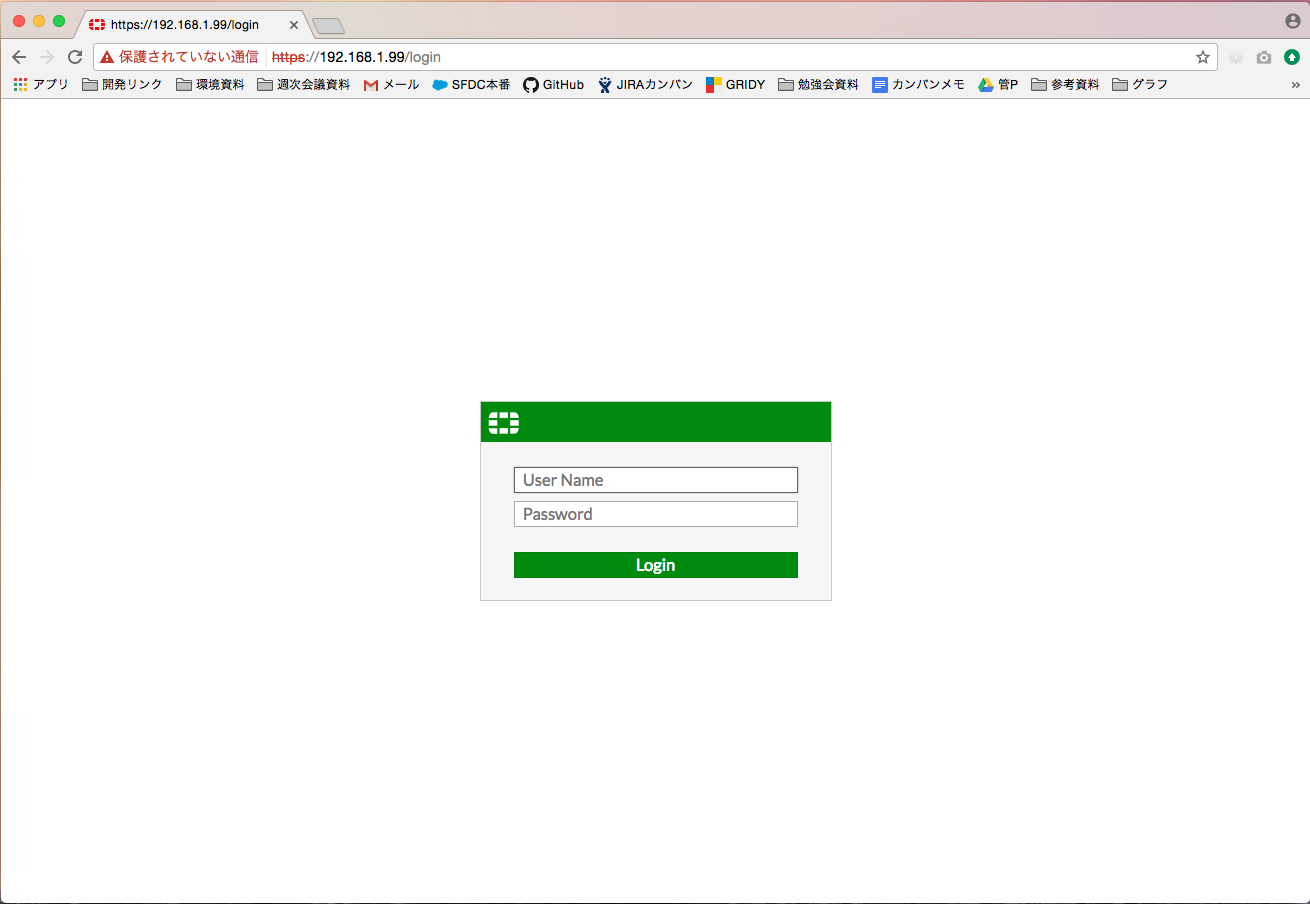 https://192.168.1.99/login
保護されていない通信 https://192.168.1.99/login
アプリ 開発リンク 環境資料 週次会議資料 メール SFDC本番 GitHub JIRAカンバン GRIDY 勉強会資料 カンバンメモ 管P 参考資料 グラフ »
User Name
Password
Login